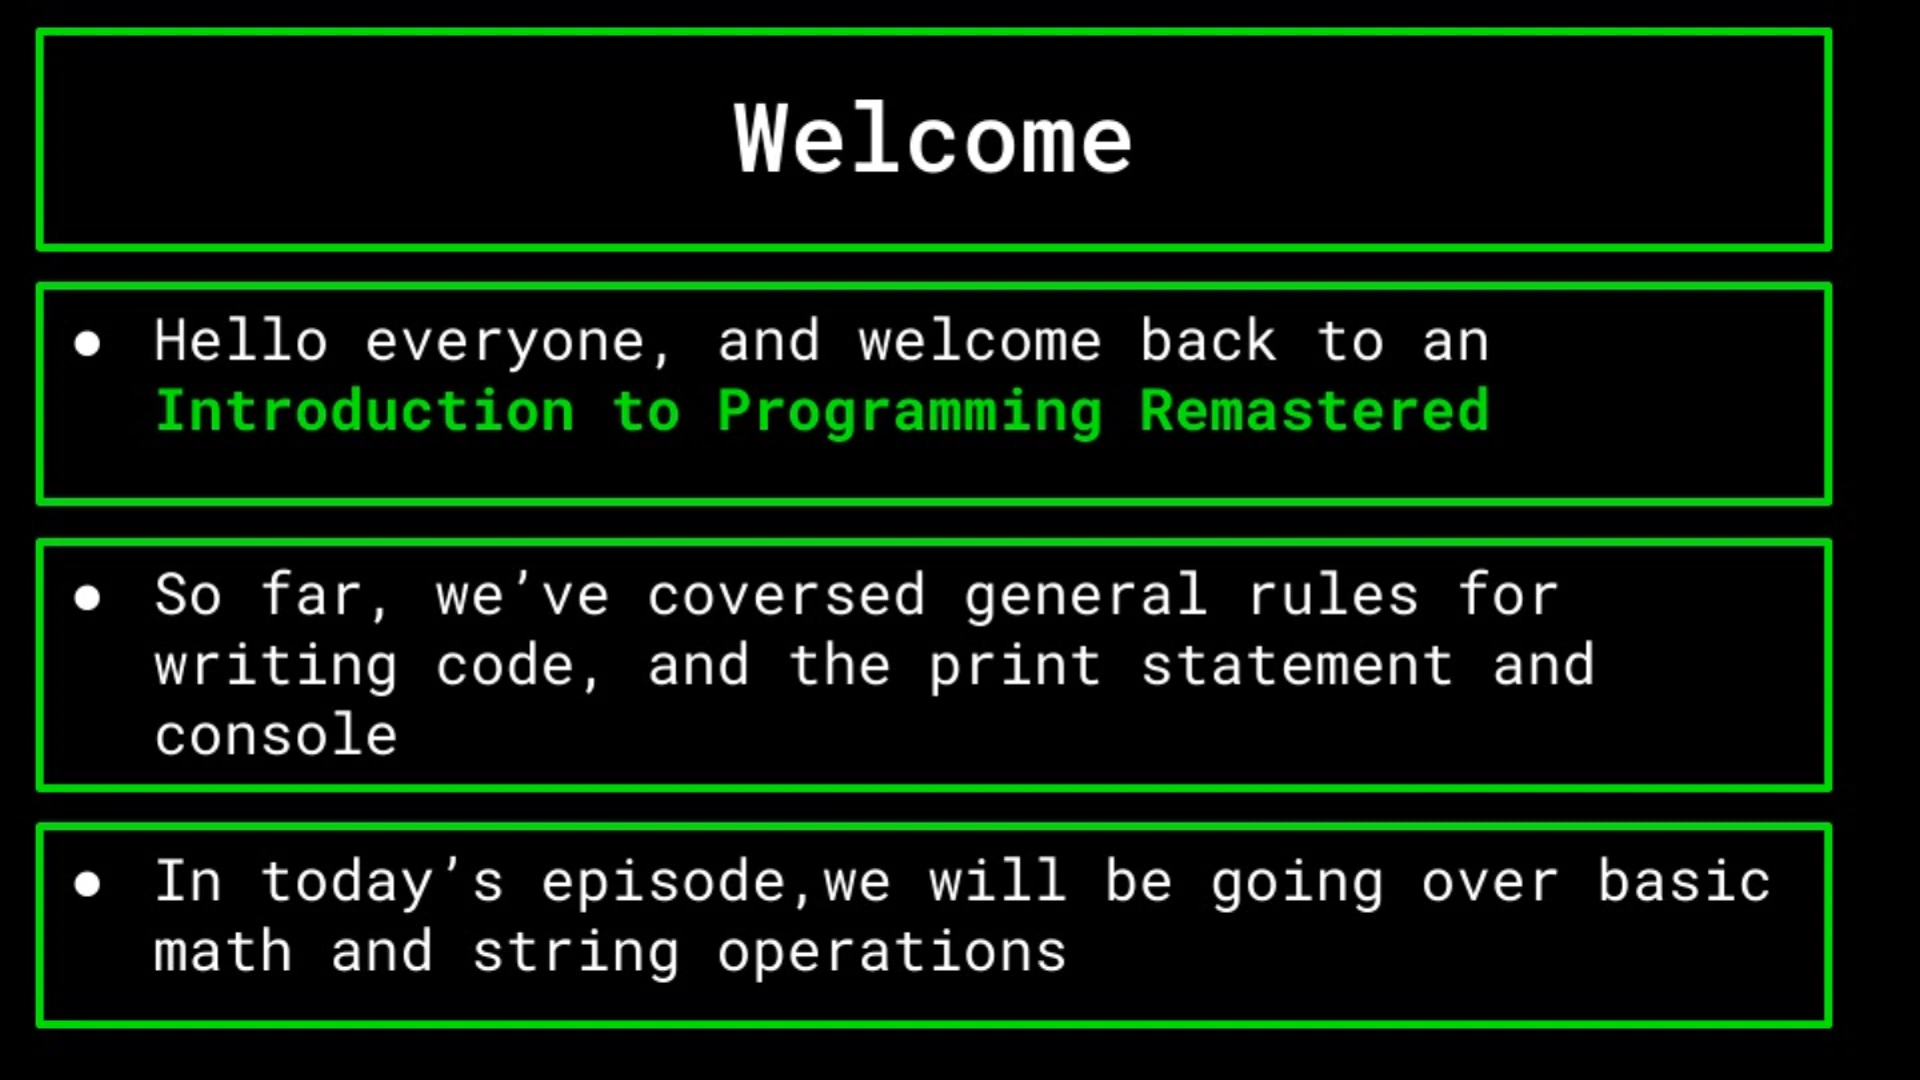 Welcome
● Hello everyone, and welcome back to an
Introduction to Programming Remastered
● So far, we’ve coversed general rules for
writing code, and the print statement and
console
● In today’s episode,we will be going over basic
math and string operations